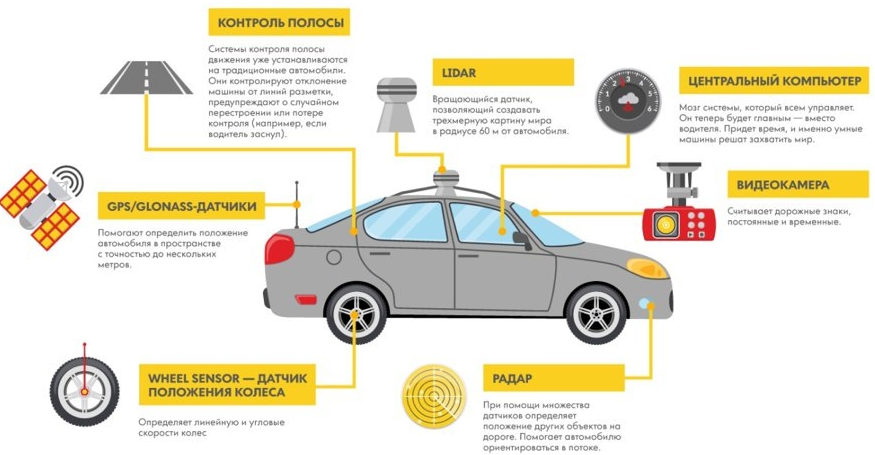 КОНТРОЛЬ ПОЛОСЫ
Системы контроля полосы
движения уже устанавливаются
на традиционные автомобили.
Они контролируют отклонение
машины от линий разметки,
предупреждают о случайном
перестроении или потере
контроля (например, если
водитель заснул).
LIDAR
Вращающийся датчик,
позволяющий создавать
трехмерную картину мира
в радиусе 60 м от автомобиля.
ЦЕНТРАЛЬНЫЙ КОМПЬЮТЕР
Мозг системы, который всем управляет.
Он теперь будет главным — вместо
водителя. Придет время, и именно умные
машины решат захватить мир.
ВИДЕОКАМЕРА
Считывает дорожные знаки,
постоянные и временные.
GPS/GLONASS-ДАТЧИКИ
Помогают определить положение
автомобиля в пространстве
с точностью до нескольких
метров.
WHEEL SENSOR — ДАТЧИК
ПОЛОЖЕНИЯ КОЛЕСА
Определяет линейную и угловые
скорости колес
РАДАР
При помощи множества
датчиков определяет
положение других объектов на
дороге. Помогает автомобилю
ориентироваться в потоке.